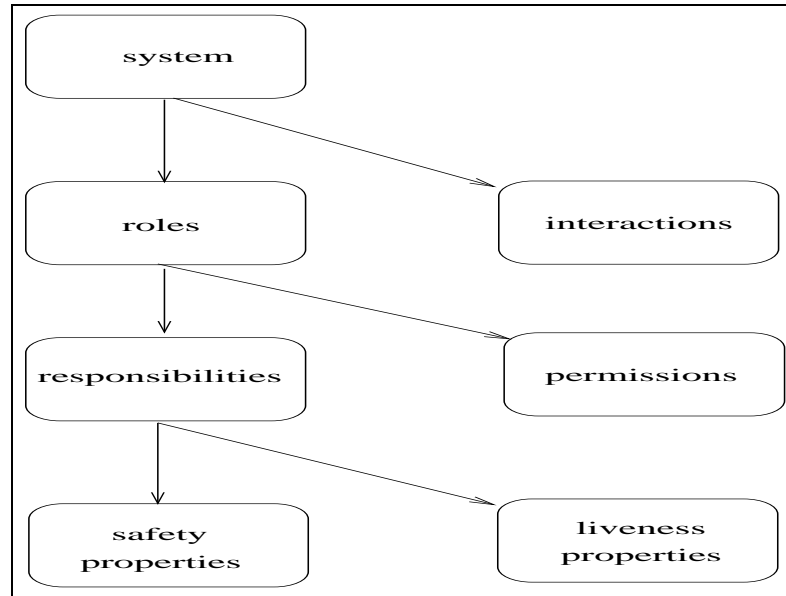 system
roles
interactions
responsibilities
permissions
safety
properties
liveness
properties